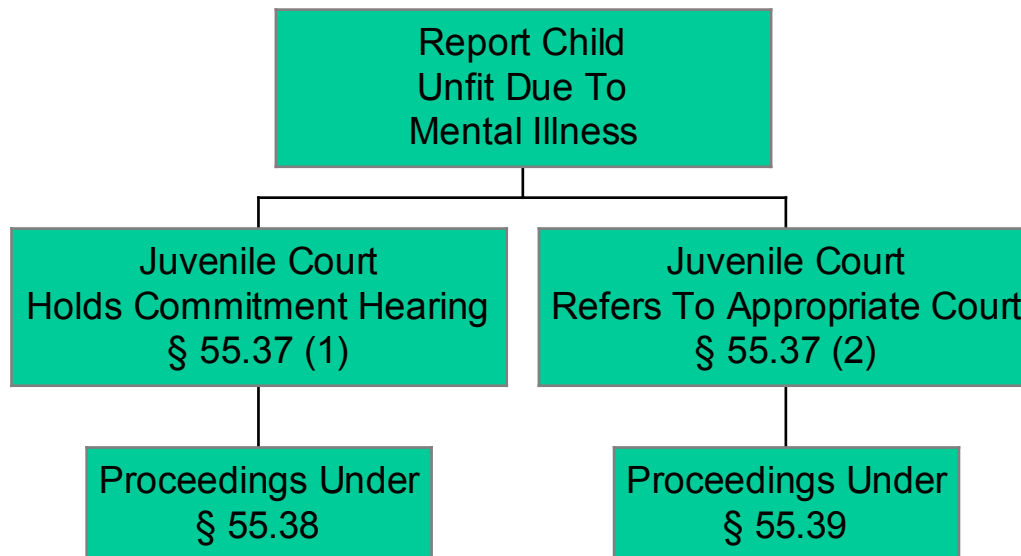 Report Child
Unfit Due To
Mental Illness
Juvenile Court
Holds Commitment Hearing
§ 55.37 (1)
Juvenile Court
Refers To Appropriate Court
§ 55.37 (2)
Proceedings Under
§ 55.38
Proceedings Under
§ 55.39